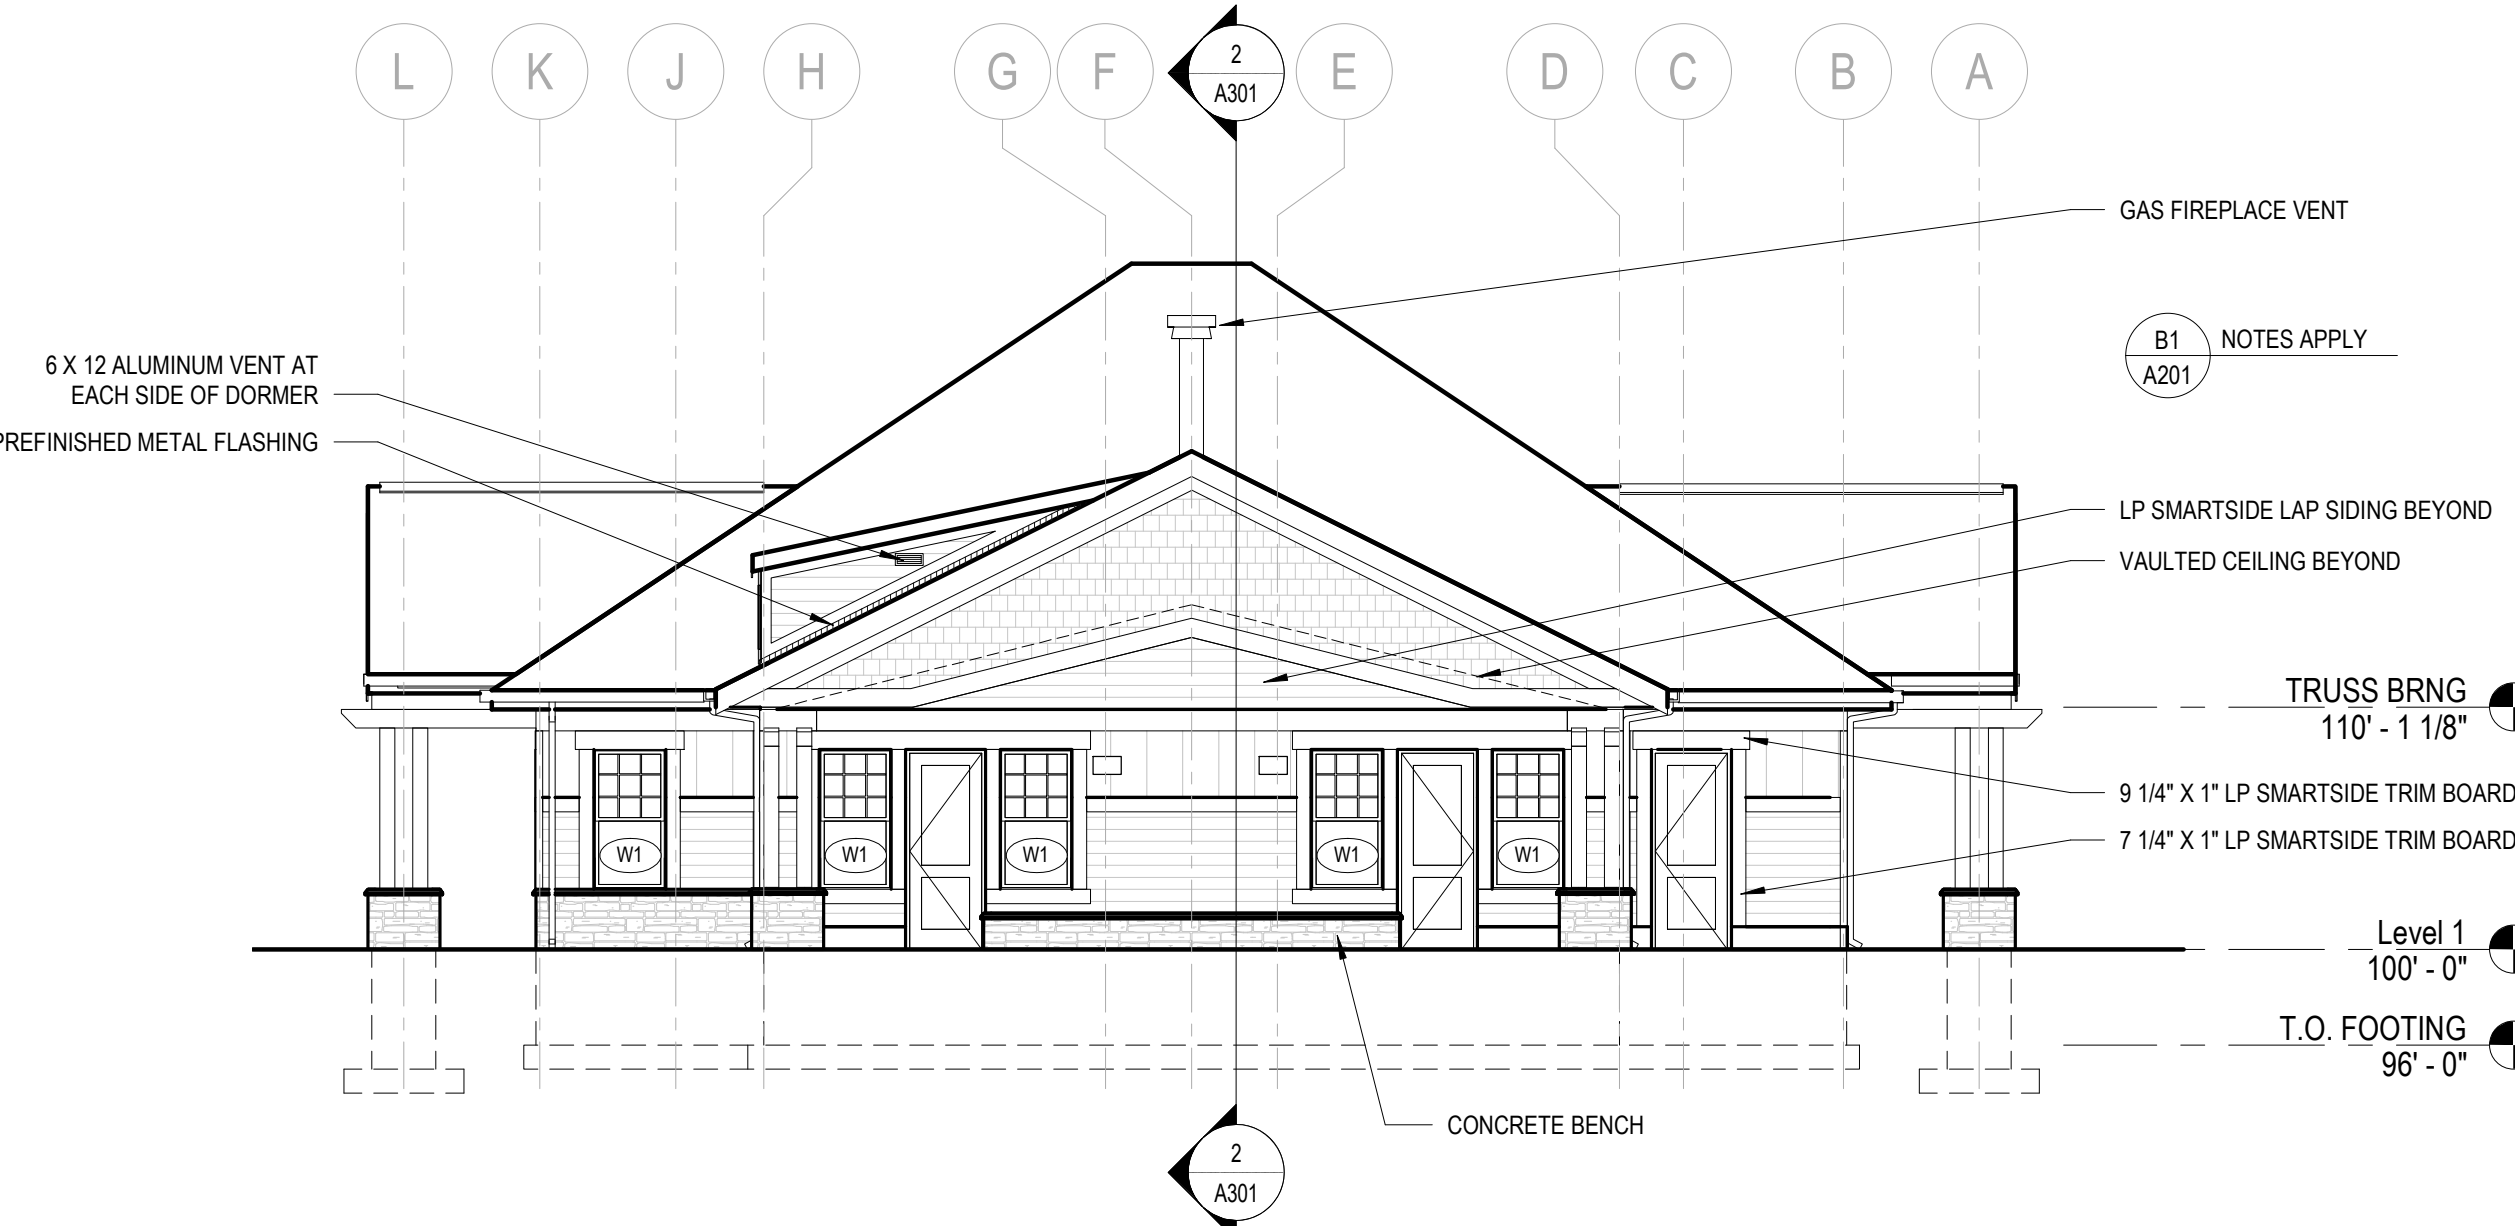 L
K
J
H
G
F
E
D
C
B
A
2
A301
GAS FIREPLACE VENT
B1
A201
NOTES APPLY
6 X 12 ALUMINUM VENT AT
EACH SIDE OF DORMER
PREFINISHED METAL FLASHING
LP SMARTSIDE LAP SIDING BEYOND
VAULTED CEILING BEYOND
TRUSS BRNG
110' - 1 1/8"
9 1/4" X 1" LP SMARTSIDE TRIM BOARD
7 1/4" X 1" LP SMARTSIDE TRIM BOARD
W1
W1
W1
W1
W1
Level 1
100' - 0"
T.O. FOOTING
96' - 0"
CONCRETE BENCH
2
A301